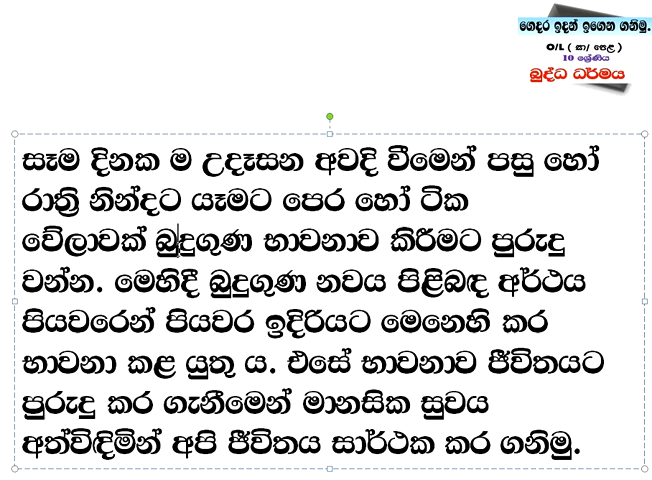 ගෙදර ඉඳන් ඉගෙන ගනිමු.
O/L ( සා/ පෙළ )
10 ශ්‍රේණිය
බුද්ධ ධර්මය
සෑම දිනක ම උදෑසන අවදි වීමෙන් පසු හෝ
රාත්‍රි නින්දට යෑමට පෙර හෝ ටික
වේලාවක් බුදුගුණ භාවනාව කිරීමට පුරුදු
වන්න. මෙහිදී බුදුගුණ නවය පිළිබඳ අර්ථය
පියවරෙන් පියවර ඉදිරියට මෙනෙහි කර
භාවනා කළ යුතු ය. එසේ භාවනාව ජීවිතයට
පුරුදු කර ගැනීමෙන් මානසික සුවය
අත්විඳිමින් අපි ජීවිතය සාර්ථක කර ගනිමු.